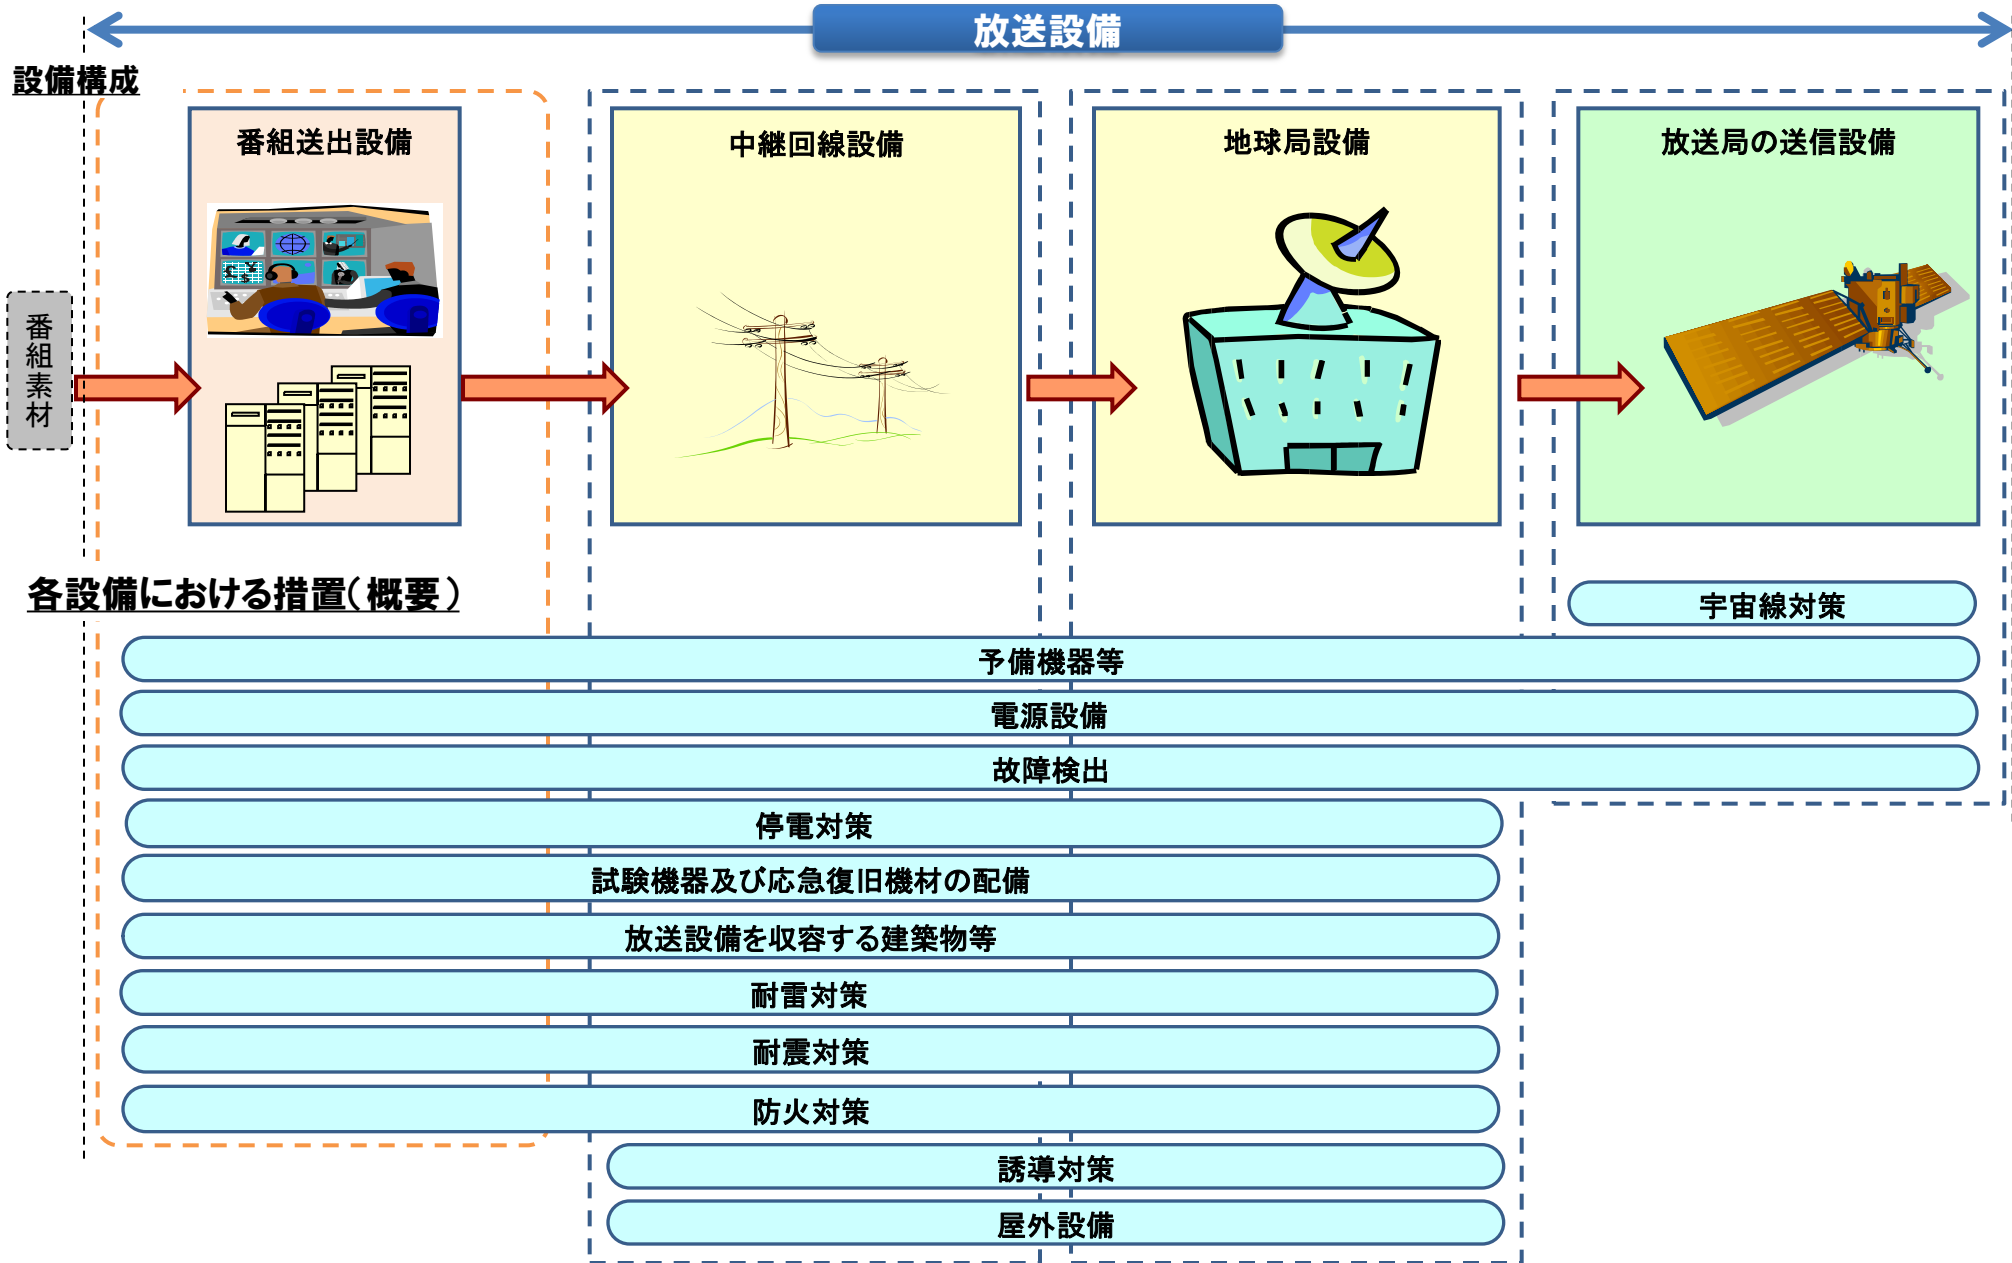 放送設備
設備構成
番組送出設備
中継回線設備
地球局設備
放送局の送信設備
番組素材
各設備における措置(概要)
宇宙線対策
予備機器等
電源設備
故障検出
停電対策
試験機器及び応急復旧機材の配備
放送設備を収容する建築物等
耐雷対策
耐震対策
防火対策
誘導対策
屋外設備